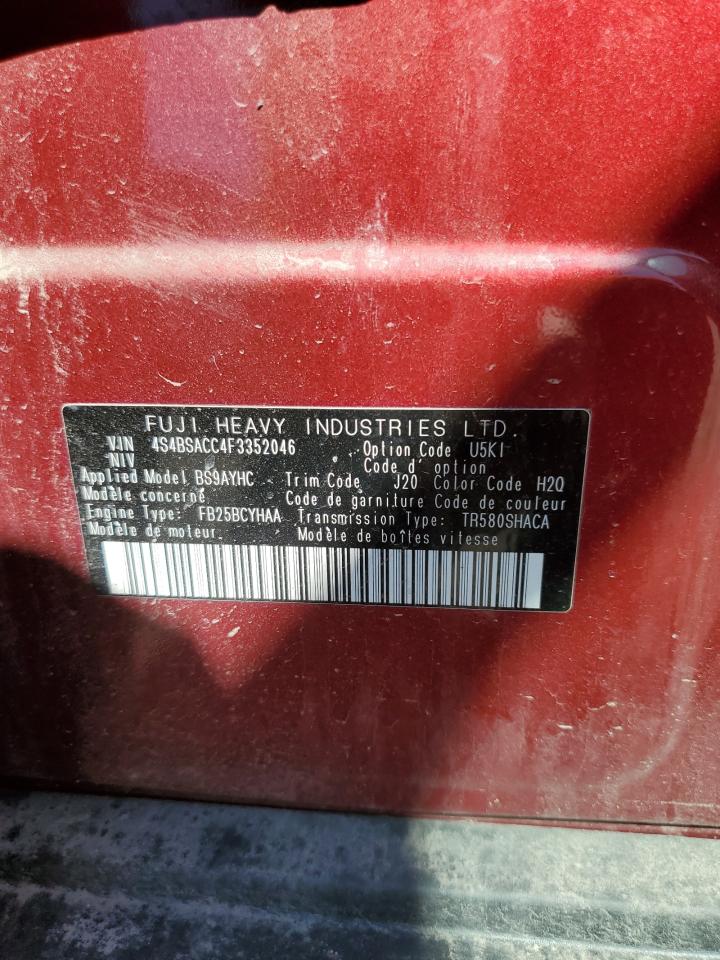 FUJI HEAVY INDUSTRIES LTD.
VIN 4S4BSACC4F3352046 Option Code U5KI
NIV Code d'option
Applied Model BS9AYHC Trim Code J20 Color Code H2Q
Modèle concerné Code de garniture Code de couleur
Engine Type: FB25BCYHAA Transmission Type: TR580SHACA
Modèle de moteur: Modèle de boîtes vitesse